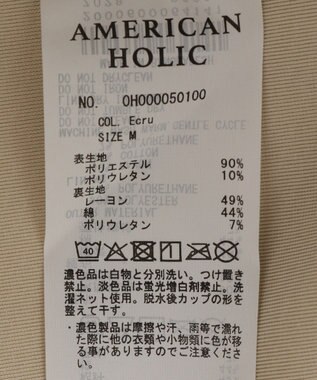 AMERICAN
HOLIC
NO. 0H000050100
COL. Ecru
SIZE M
表生地
ポリエステル 90%
ポリウレタン 10%
裏生地
レーヨン 49%
綿 44%
ポリウレタン 7%
40
濃色品は白物と分別洗い。つけ置き
禁止。淡色品は蛍光増白剤禁止。洗
濯ネット使用。脱水後カップの形を
整えて干す。
・濃色製品は摩擦や汗、雨等で濡れ
た際に他の衣類や小物類に色が移
る事がありますのでご注意くださ
い。